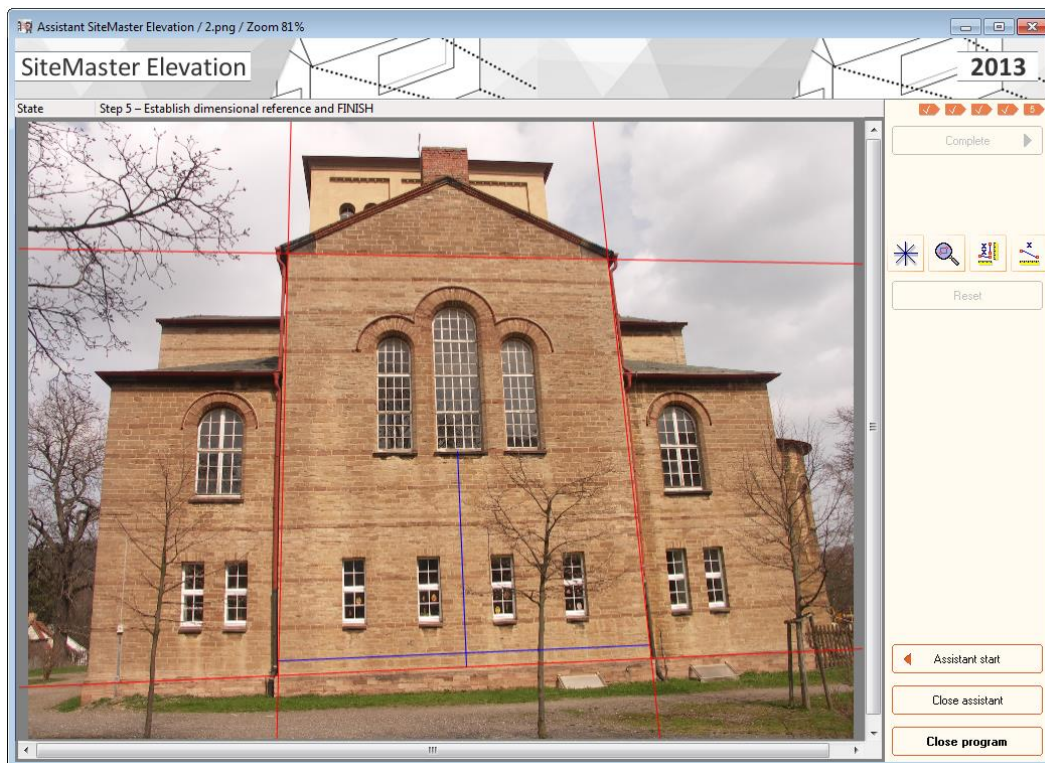 Assistant SiteMaster Elevation / 2.png / Zoom 81%
SiteMaster Elevation
2013
State Step 5 – Establish dimensional reference and FINISH
5
Complete
x
Reset
Assistant start
Close assistant
Close program